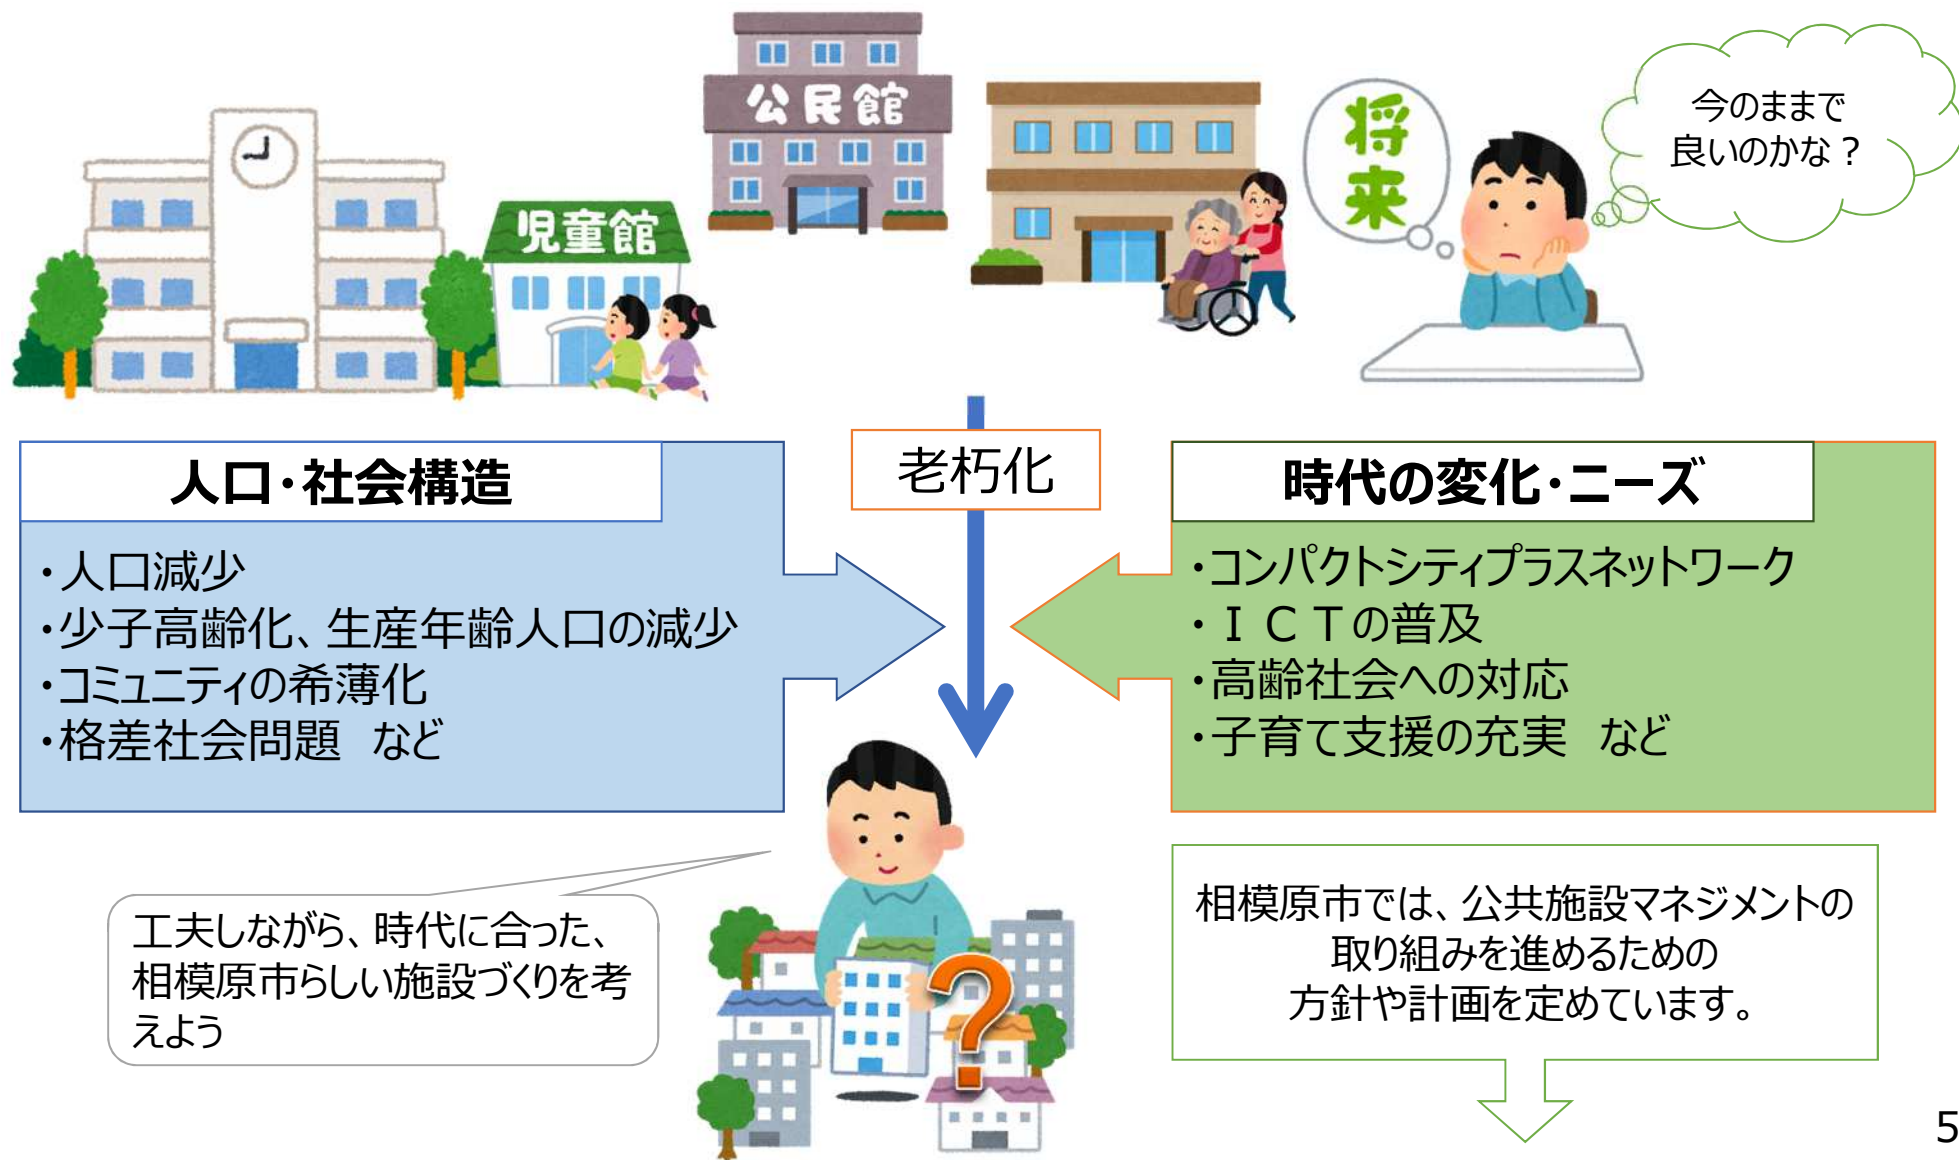 公民館
児童館
将来
今のままで
良いのかな？
老朽化
人口・社会構造
・人口減少
・少子高齢化、生産年齢人口の減少
・コミュニティの希薄化
・格差社会問題　など
時代の変化・ニーズ
・コンパクトシティプラスネットワーク
・ＩＣＴの普及
・高齢社会への対応
・子育て支援の充実　など
工夫しながら、時代に合った、
相模原市らしい施設づくりを考
えよう
？
相模原市では、公共施設マネジメントの
取り組みを進めるための
方針や計画を定めています。
5